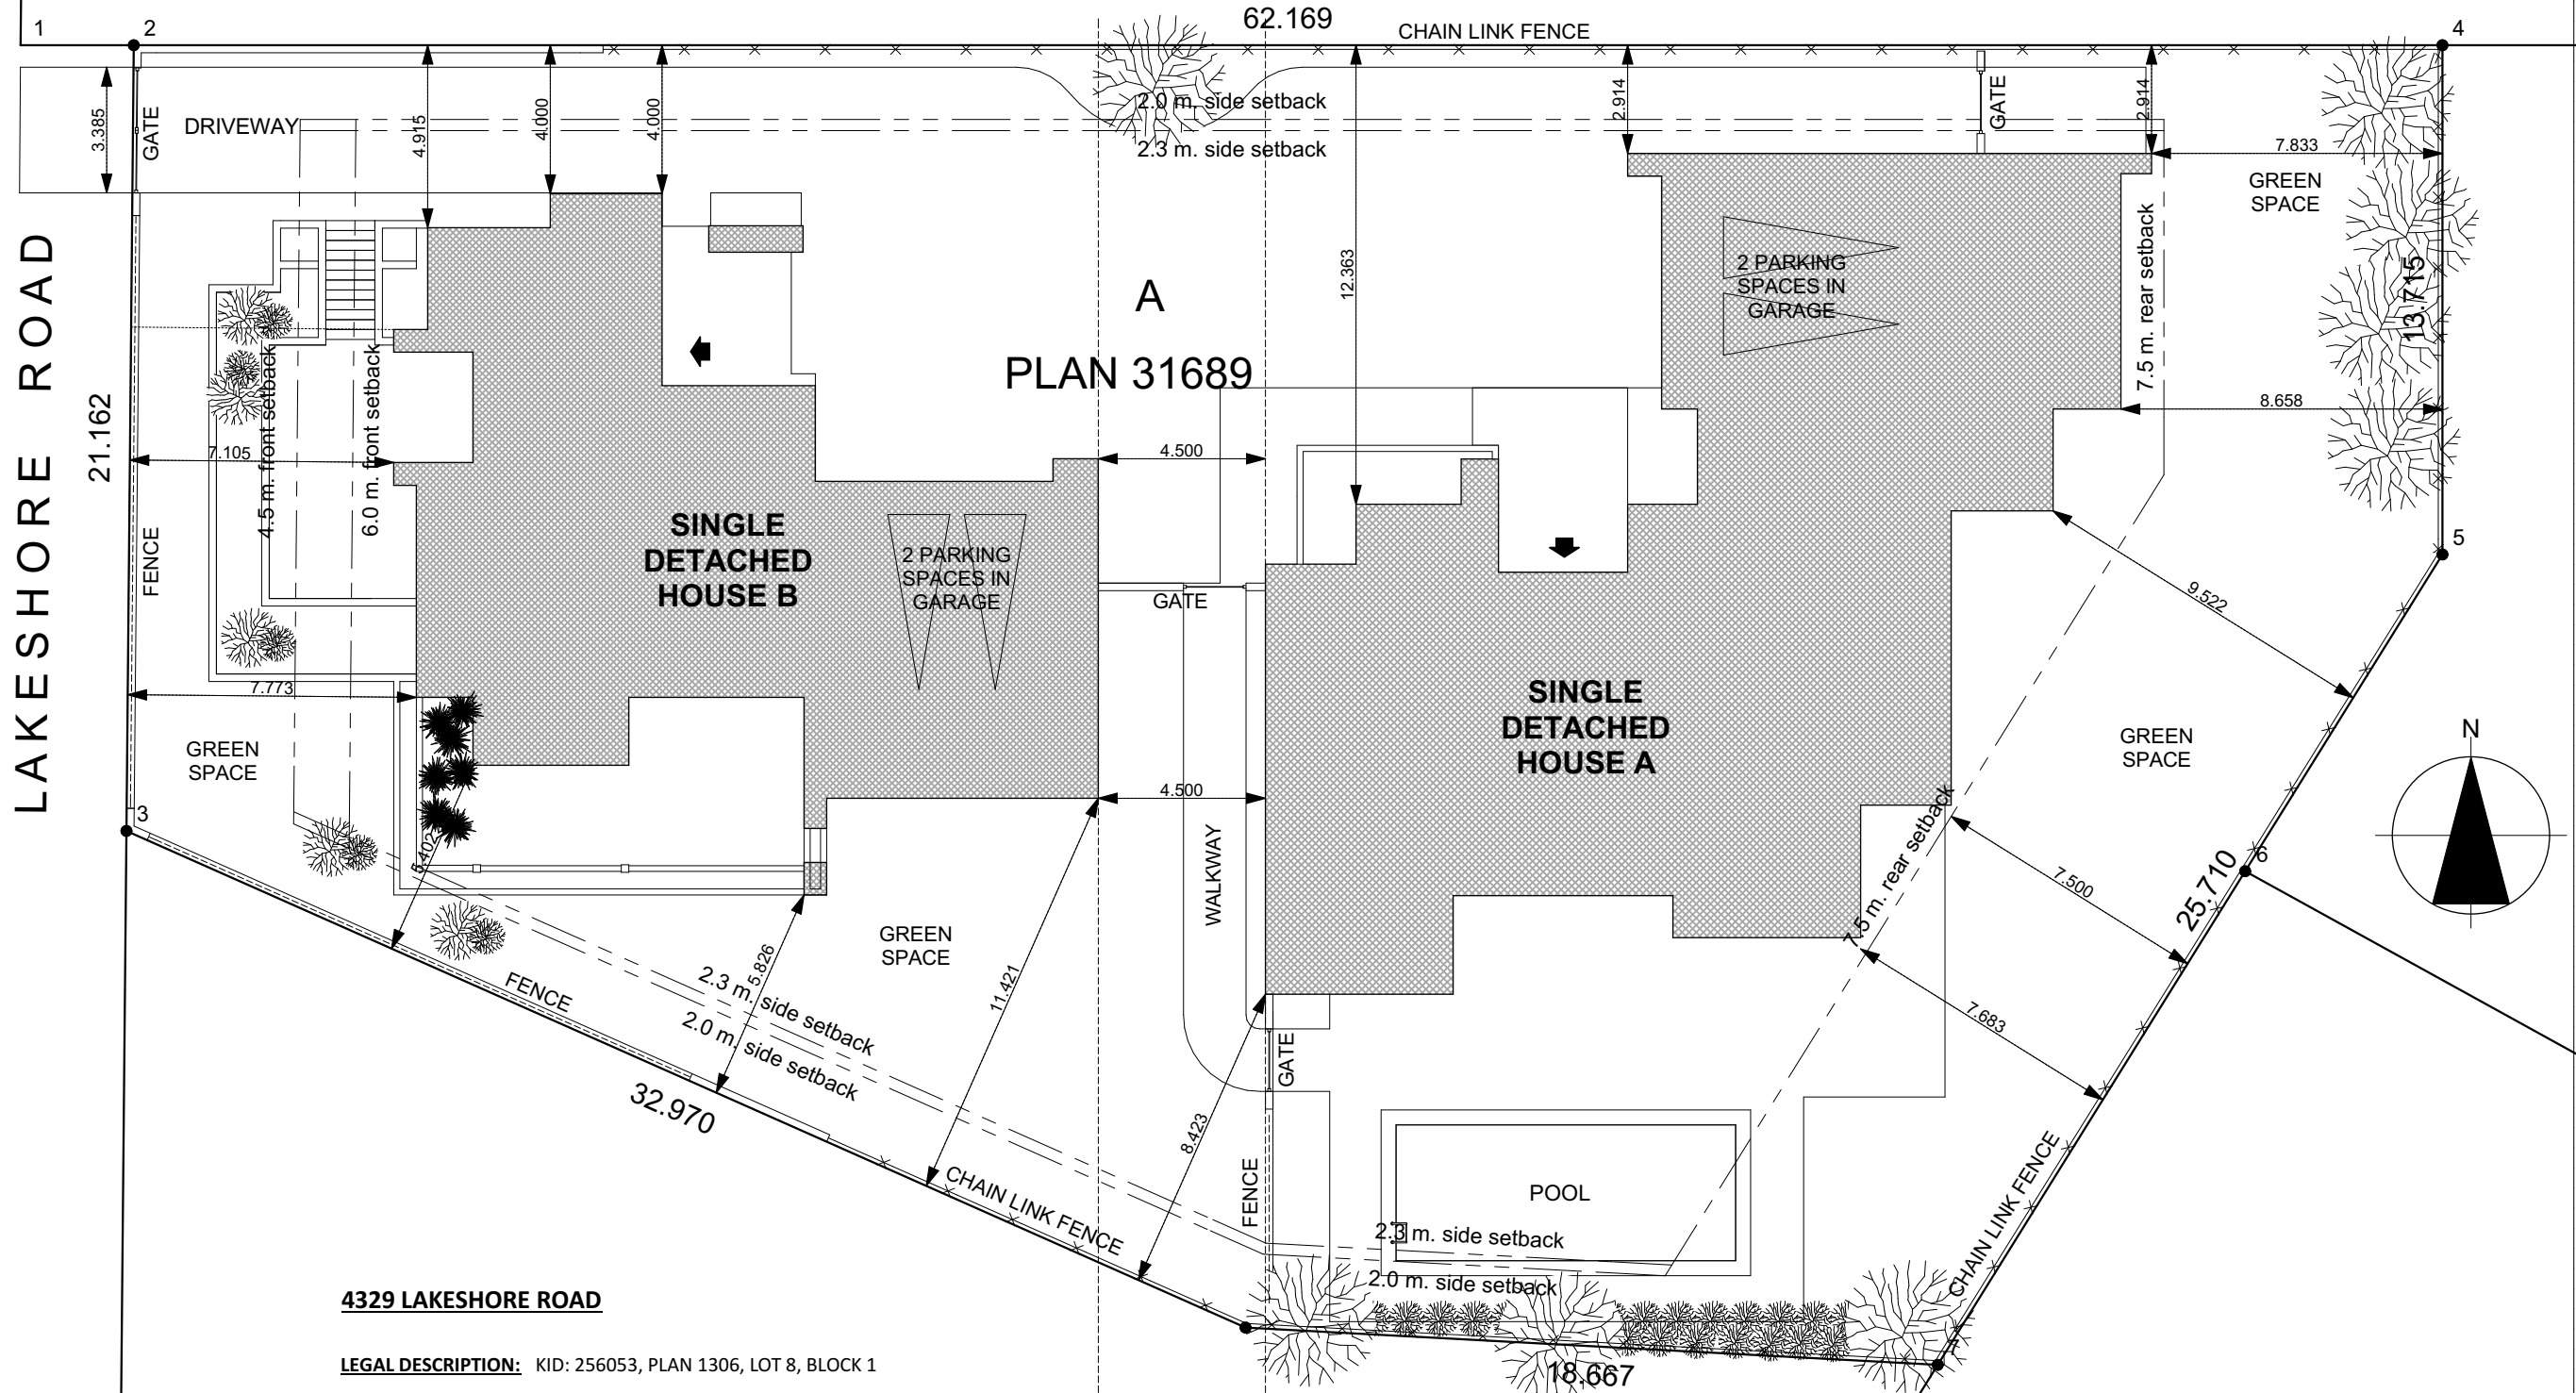 62.169
CHAIN LINK FENCE
1
2
4
3.385
GATE
DRIVEWAY
4.915
4.000
4.000
2.0 m. side setback
2.3 m. side setback
2.914
GATE
2.914
7.833
GREEN
SPACE
LAKESHORE ROAD
21.162
A
PLAN 31689
12.363
2 PARKING
SPACES IN
GARAGE
7.5 m. rear setback
13.715
8.658
4.5 m. front setback
6.0 m. front setback
7.105
4.500
FENCE
SINGLE
DETACHED
HOUSE B
2 PARKING
SPACES IN
GARAGE
GATE
5
9.522
7.773
SINGLE
DETACHED
HOUSE A
GREEN
SPACE
GREEN
SPACE
N
3
4.500
5.402
WALKWAY
7.5 m. rear setback
6
7.500
25.710
GREEN
SPACE
5.826
11.421
FENCE
2.3 m. side setback
2.0 m. side setback
7.683
GATE
32.970
8.423
CHAIN LINK FENCE
FENCE
POOL
CHAIN LINK FENCE
2.3 m. side setback
2.0 m. side setback
7
18.667
4329 LAKESHORE ROAD
LEGAL DESCRIPTION: KID: 256053, PLAN 1306, LOT 8, BLOCK 1